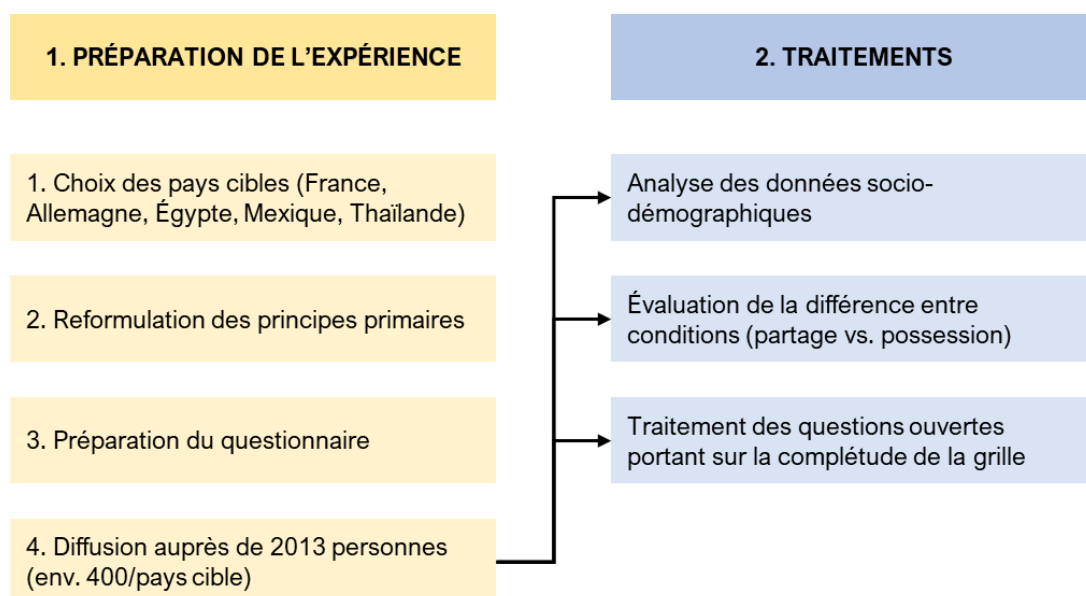 1. PRÉPARATION DE L'EXPÉRIENCE
1. Choix des pays cibles (France,
Allemagne, Égypte, Mexique, Thaïlande)
2. Reformulation des principes primaires
3. Préparation du questionnaire
4. Diffusion auprès de 2013 personnes
(env. 400/pays cible)
2. TRAITEMENTS
Analyse des données socio-
démographiques
Évaluation de la différence entre
conditions (partage vs. possession)
Traitement des questions ouvertes
portant sur la complétude de la grille